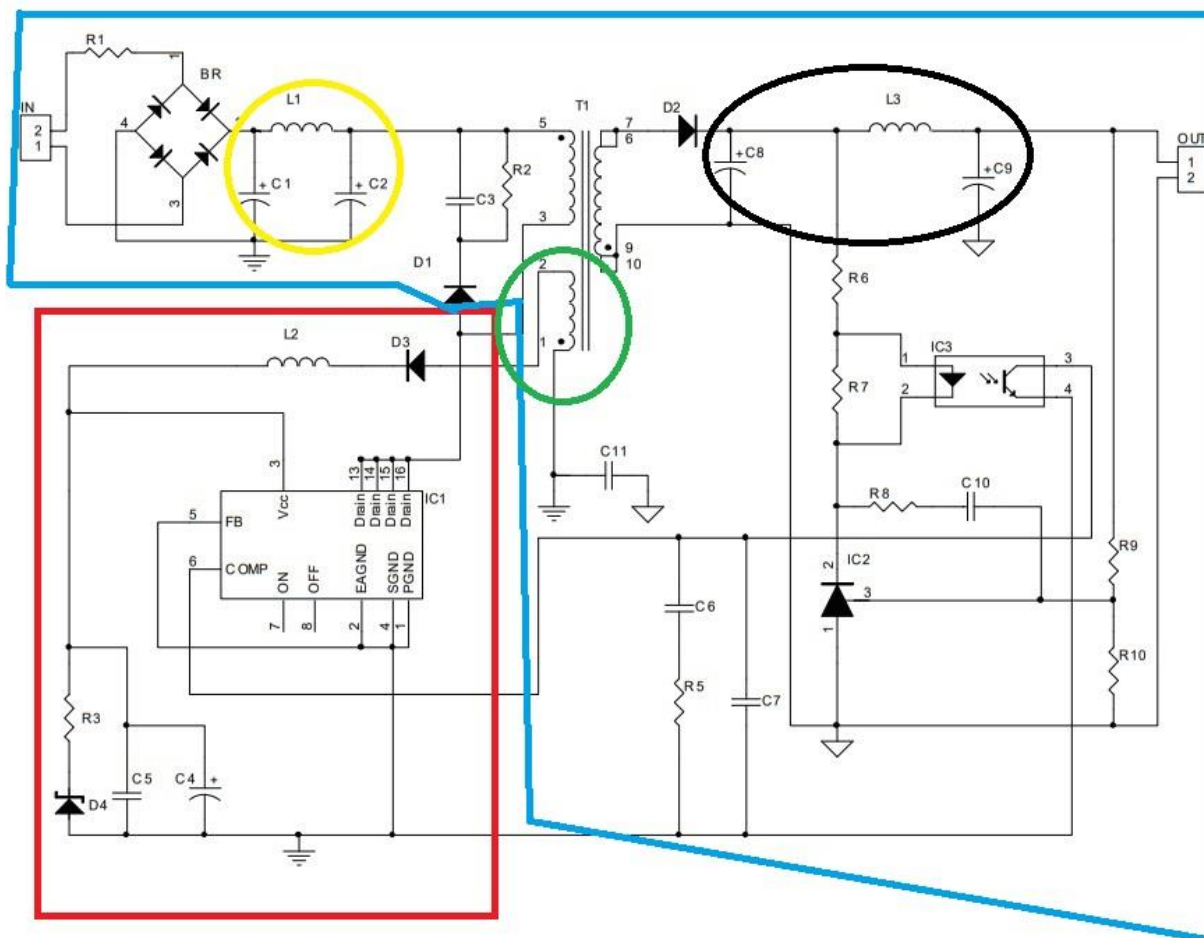 R1
BR
IN
2
1
1
4
3
L1
C1
+
C2
+
C3
R2
T1
5
3
2
1
7
6
9
10
D2
C8
+
L3
C9
+
OUT
1
2
D1
R6
R7
IC3
1
2
3
4
L2
D3
C11
3
13
14
15
16
Vcc
Drain
Drain
Drain
Drain
IC1
5
FB
6
COMP
ON
OFF
EAGND
SGND
PGND
7
8
2
4
1
R8
C10
IC2
2
3
1
R9
R10
C6
R5
C7
R3
D4
C5
C4
+